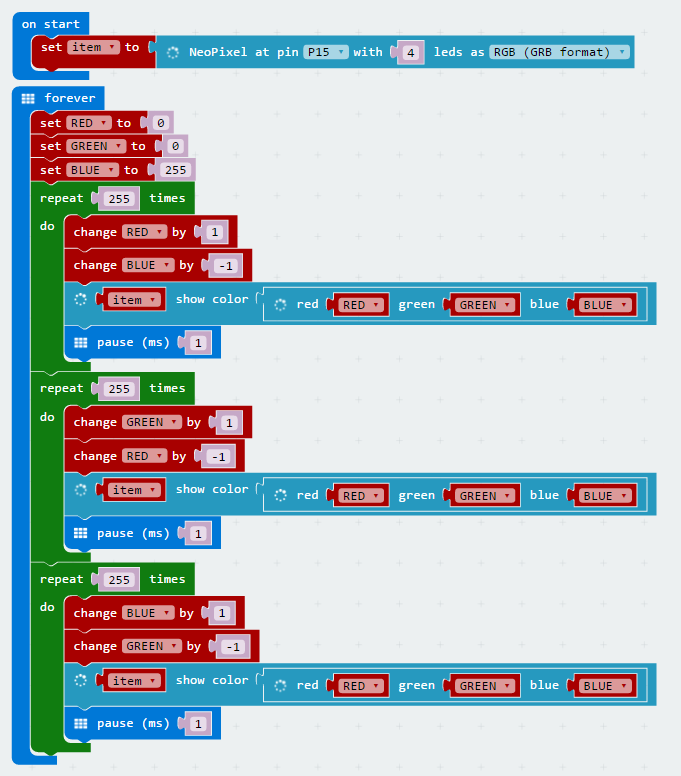 on start
set item to NeoPixel at pin P15 with 4 leds as RGB (GRB format)
forever
set RED to 0
set GREEN to 0
set BLUE to 255
repeat 255 times
do
change RED by 1
change BLUE by -1
item show color red RED green GREEN blue BLUE
pause (ms) 1
repeat 255 times
do
change GREEN by 1
change RED by -1
item show color red RED green GREEN blue BLUE
pause (ms) 1
repeat 255 times
do
change BLUE by 1
change GREEN by -1
item show color red RED green GREEN blue BLUE
pause (ms) 1